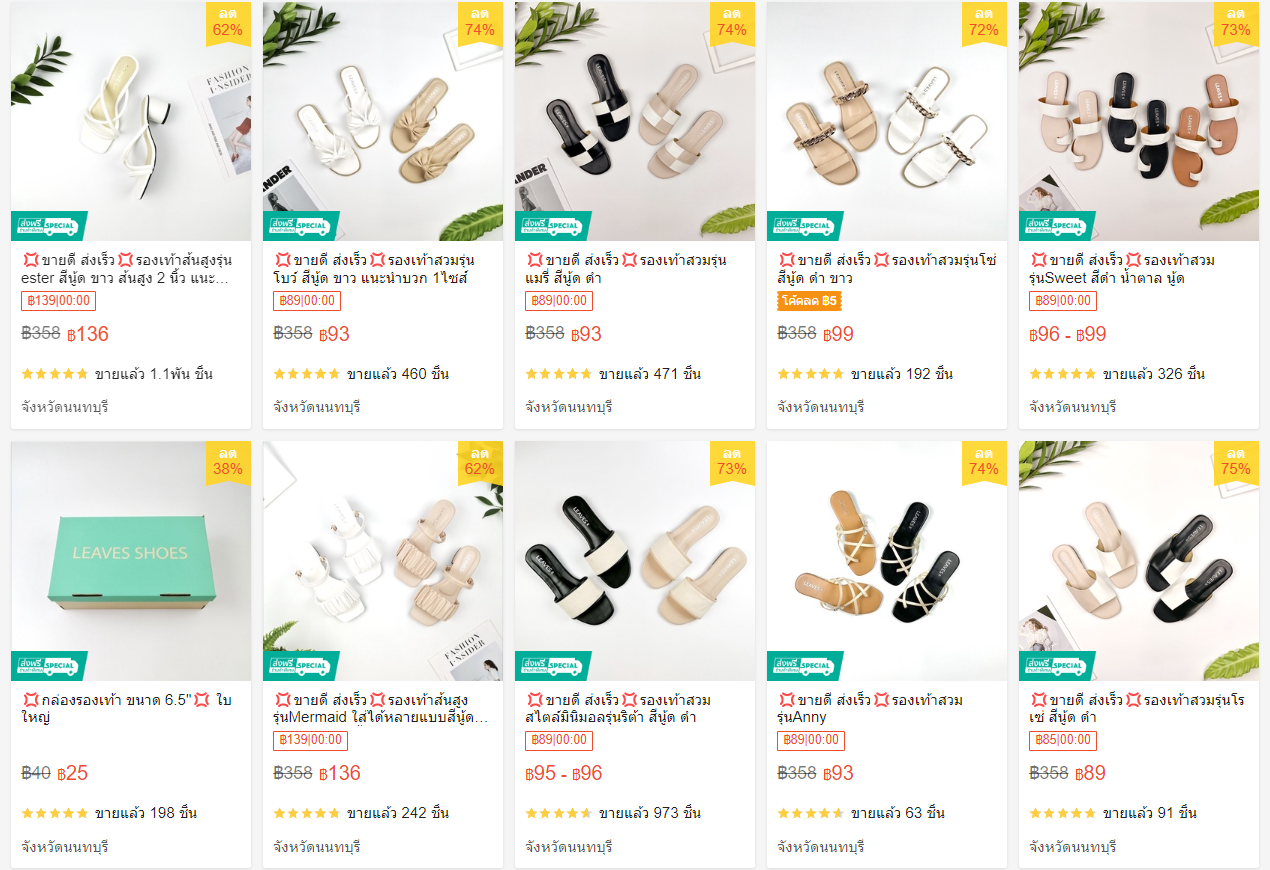 ลด
62%
FASHION
INSIDER
ส่งฟรี SPECIAL
ขายดี ส่งเร็ว รองเท้าส้นสูงรุ่น
ester สีนู้ด ขาว ส้นสูง 2 นิ้ว แนะ...
฿139|00:00
฿358 ฿136
ขายแล้ว 1.1พัน ชิ้น
จังหวัดนนทบุรี
ลด
74%
ส่งฟรี SPECIAL
ขายดี ส่งเร็ว รองเท้าสวมรุ่น
โบว์ สีนู้ด ขาว แนะนำบวก 1ไซส์
฿89|00:00
฿358 ฿93
ขายแล้ว 460 ชิ้น
จังหวัดนนทบุรี
ลด
74%
LEAVES
ส่งฟรี SPECIAL
ขายดี ส่งเร็ว รองเท้าสวมรุ่น
แมรี่ สีนู้ด ดำ
฿89|00:00
฿358 ฿93
ขายแล้ว 471 ชิ้น
จังหวัดนนทบุรี
ลด
72%
LEAVES
ส่งฟรี SPECIAL
ขายดี ส่งเร็ว รองเท้าสวมรุ่นโซ่
สีนู้ด ดำ ขาว
โค้ดลด ฿5
฿358 ฿99
ขายแล้ว 192 ชิ้น
จังหวัดนนทบุรี
ลด
73%
LEAVES
ส่งฟรี SPECIAL
ขายดี ส่งเร็ว รองเท้าสวม
รุ่นSweet สีดำ น้ำตาล นู้ด
฿89|00:00
฿96 - ฿99
ขายแล้ว 326 ชิ้น
จังหวัดนนทบุรี
ลด
38%
LEAVES SHOES
ส่งฟรี SPECIAL
กล่องรองเท้า ขนาด 6.5" ใบ
ใหญ่
฿40 ฿25
ขายแล้ว 198 ชิ้น
จังหวัดนนทบุรี
ลด
62%
FASHION
INSIDER
ส่งฟรี SPECIAL
ขายดี ส่งเร็ว รองเท้าส้นสูง
รุ่นMermaid ใส่ได้หลายแบบสีนู้ด...
฿139|00:00
฿358 ฿136
ขายแล้ว 242 ชิ้น
จังหวัดนนทบุรี
ลด
73%
LEAVES
LEAVES
ส่งฟรี SPECIAL
ขายดี ส่งเร็ว รองเท้าสวม
สไตล์มินิมอลรุ่นริต้า สีนู้ด ดำ
฿89|00:00
฿95 - ฿96
ขายแล้ว 973 ชิ้น
จังหวัดนนทบุรี
ลด
74%
LEAVES
ส่งฟรี SPECIAL
ขายดี ส่งเร็ว รองเท้าสวม
รุ่นAnny
฿89|00:00
฿358 ฿93
ขายแล้ว 63 ชิ้น
จังหวัดนนทบุรี
ลด
75%
LEAVES
ส่งฟรี SPECIAL
ขายดี ส่งเร็ว รองเท้าสวมรุ่นโร
เซ่ สีนู้ด ดำ
฿85|00:00
฿358 ฿89
ขายแล้ว 91 ชิ้น
จังหวัดนนทบุรี